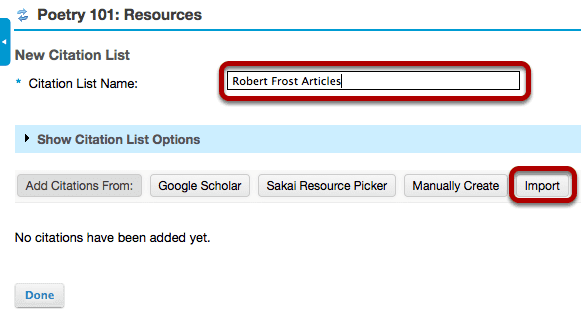 Poetry 101: Resources
New Citation List
* Citation List Name: Robert Frost Articles
Show Citation List Options
Add Citations From: Google Scholar Sakai Resource Picker Manually Create Import
No citations have been added yet.
Done